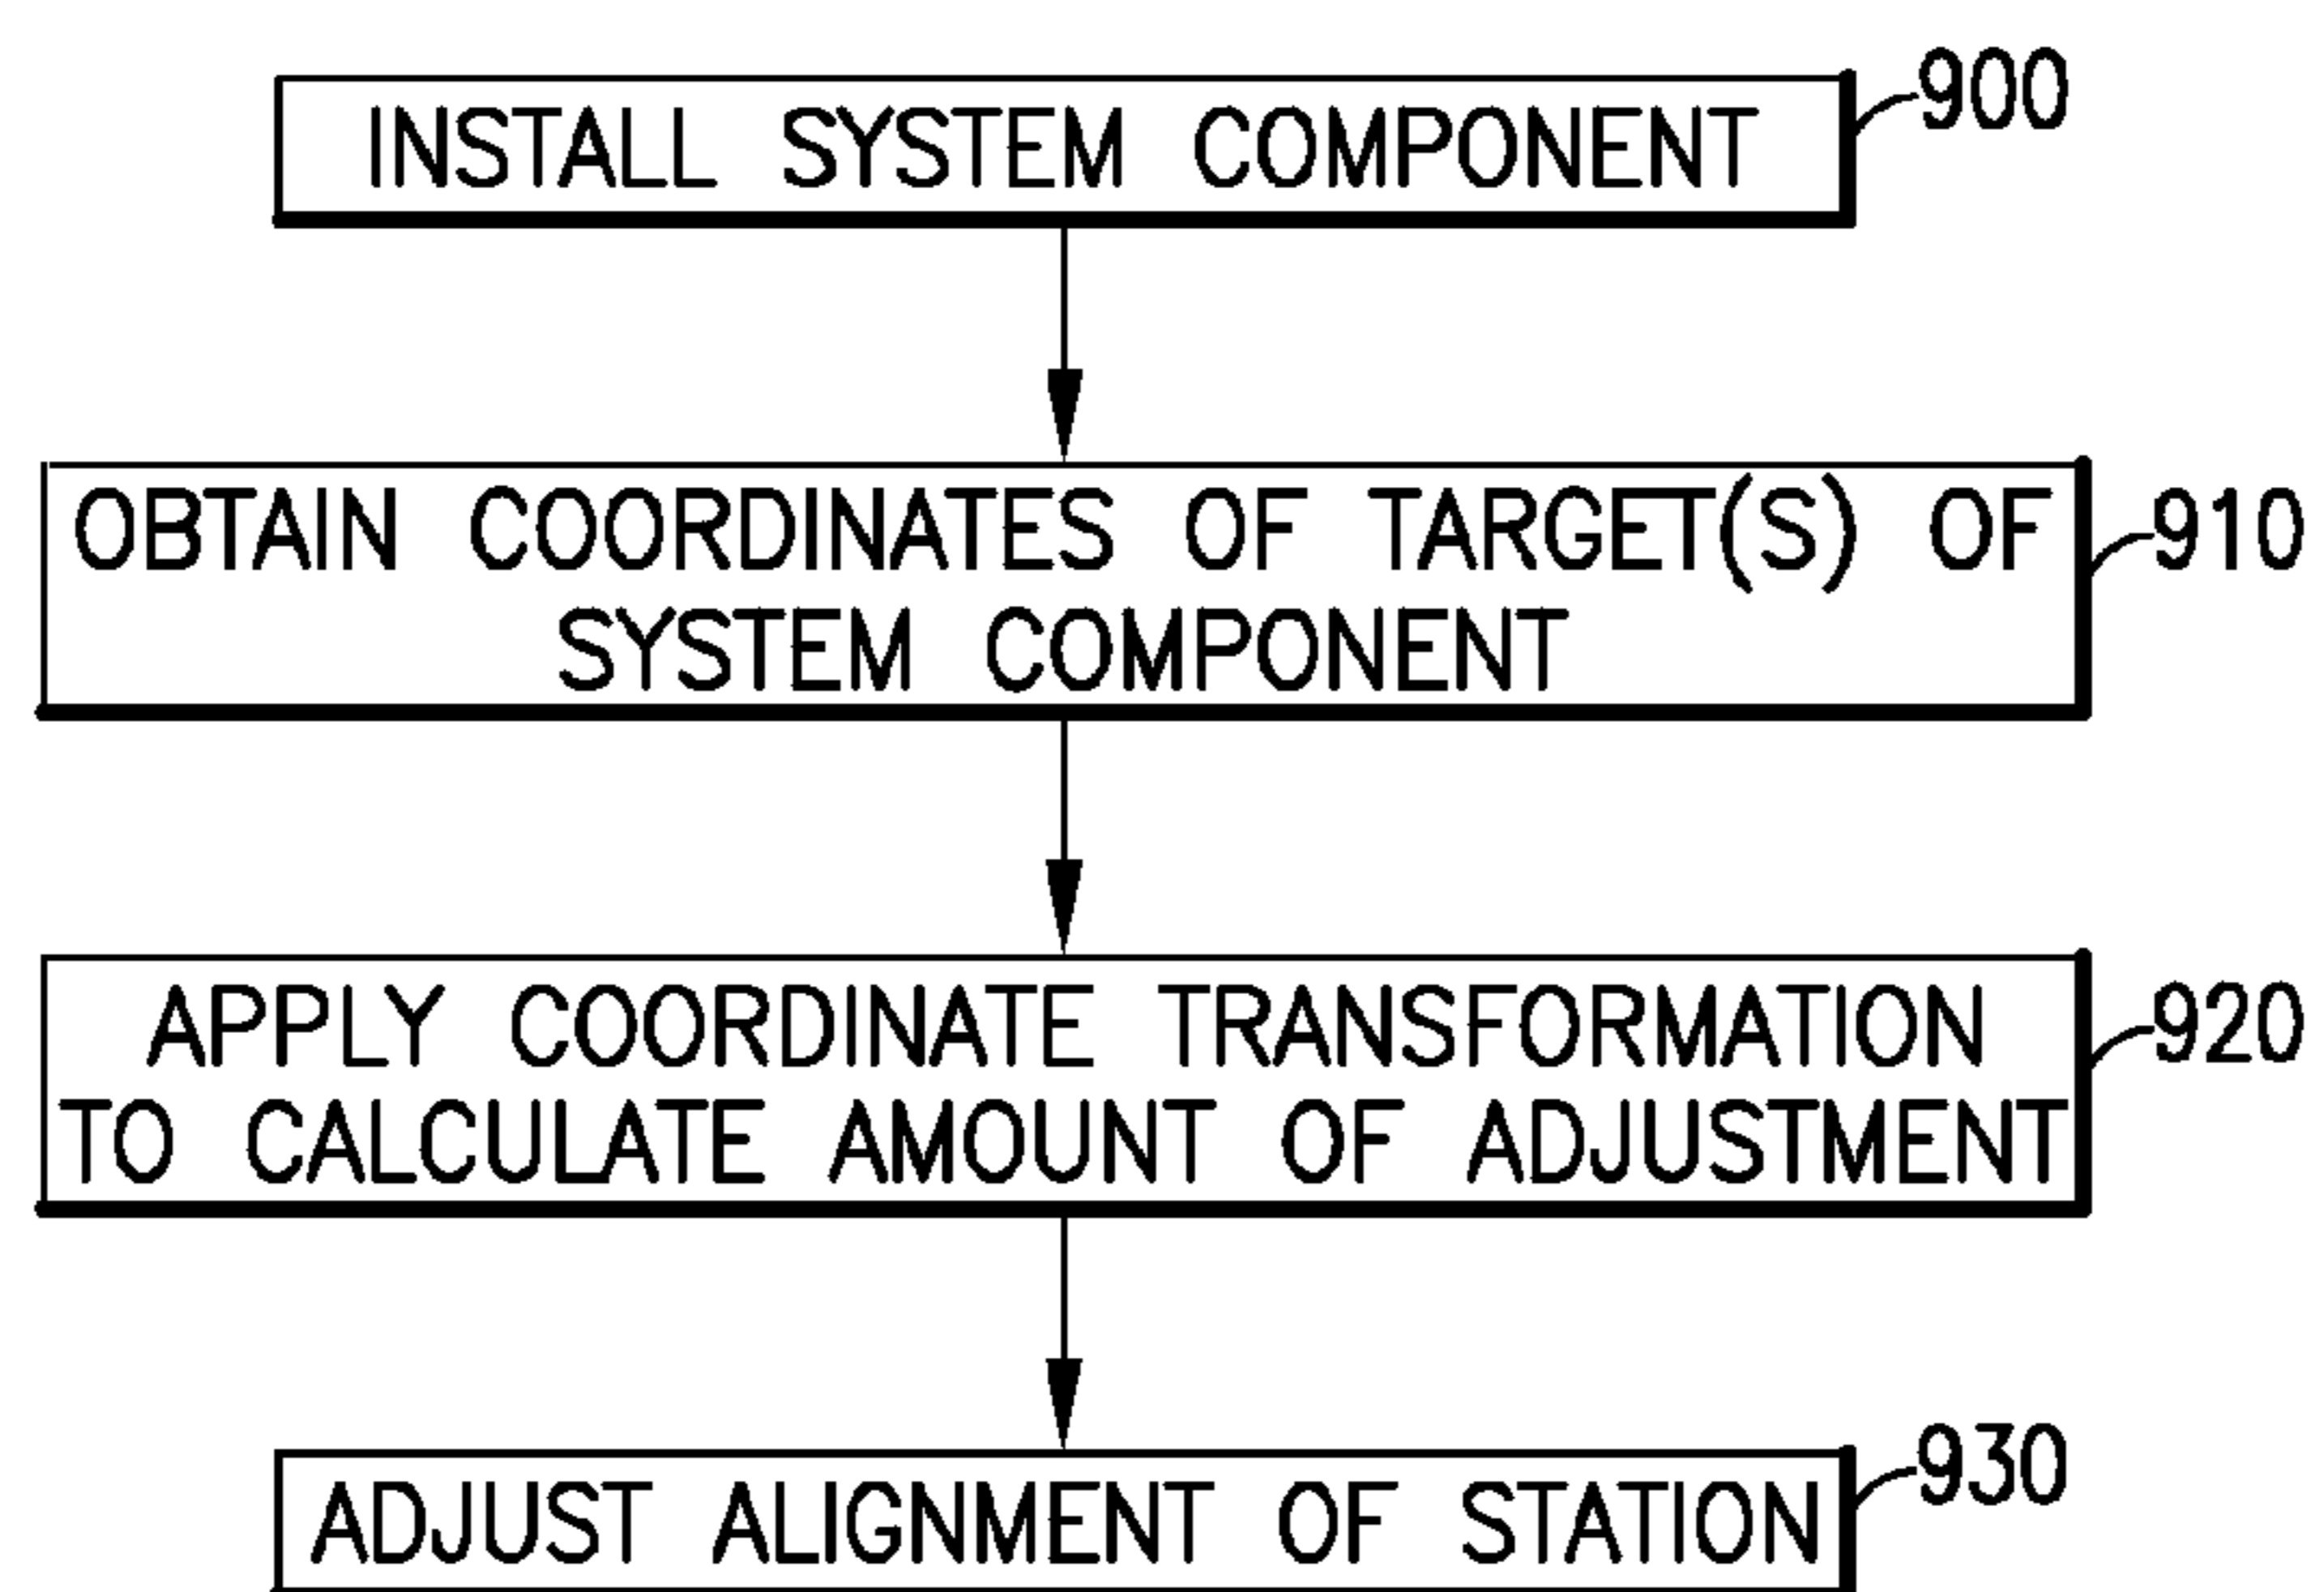 INSTALL SYSTEM COMPONENT
900
OBTAIN COORDINATES OF TARGET(S) OF
SYSTEM COMPONENT
910
APPLY COORDINATE TRANSFORMATION
TO CALCULATE AMOUNT OF ADJUSTMENT
920
ADJUST ALIGNMENT OF STATION
930